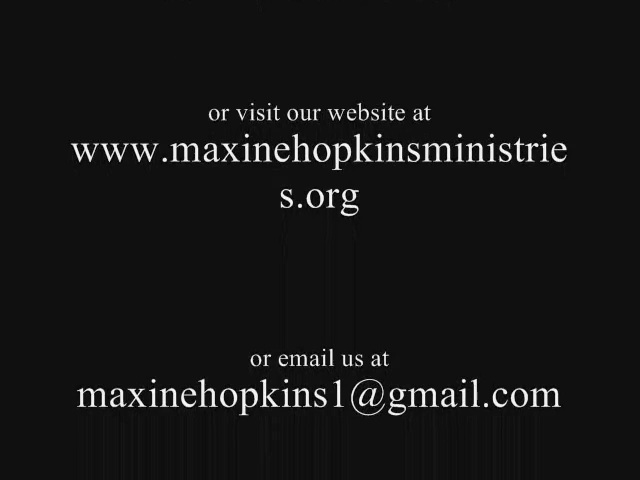 or visit our website at
www.maxinehopkinsministrie
s.org
or email us at
maxinehopkins1@gmail.com